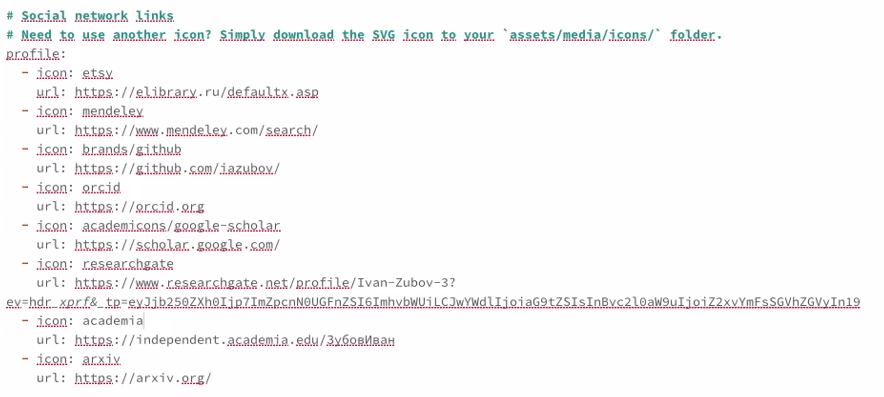 # Social network links
# Need to use another icon? Simply download the SVG icon to your `assets/media/icons/` folder.
profile:
  - icon: etsy
    url: https://elibrary.ru/defaultx.asp
  - icon: mendeley
    url: https://www.mendeley.com/search/
  - icon: brands/github
    url: https://github.com/iazubov/
  - icon: orcid
    url: https://orcid.org
  - icon: academicons/google-scholar
    url: https://scholar.google.com/
  - icon: researchgate
    url: https://www.researchgate.net/profile/Ivan-Zubov-3?
ev=hdr_xprf&_tp=eyJjb250ZXh0Ijp7ImZpcnN0UGFnZSI6ImhvbWUiLCJwYWdlIjoiaG9tZSIsInBvc2l0aW9uIjoiZ2xvYmFsSGVhZGVyIn19
  - icon: academia
    url: https://independent.academia.edu/ЗубовИван
  - icon: arxiv
    url: https://arxiv.org/